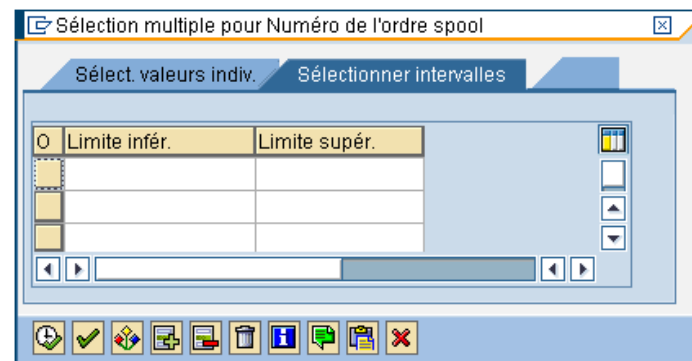 Sélection multiple pour Numéro de l'ordre spool
Sélect. valeurs indiv. Sélectionner intervalles
O Limite infér. Limite supér.